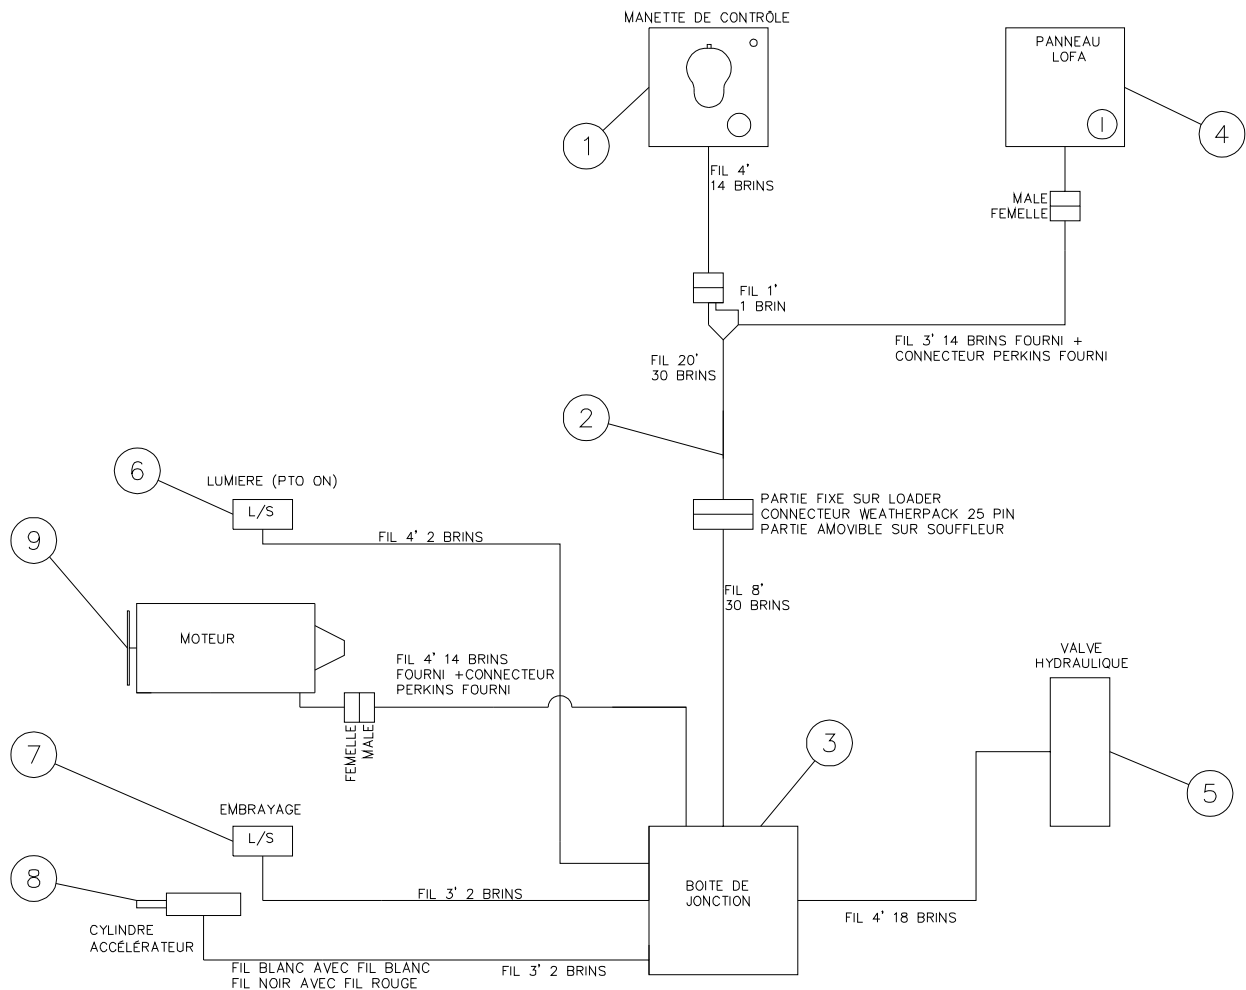 MANETTE DE CONTRÔLE
PANNEAU
LOFA
I
1
4
FIL 4'
14 BRINS
MALE
FEMELLE
FIL 1'
1 BRIN
FIL 3' 14 BRINS FOURNI +
CONNECTEUR PERKINS FOURNI
FIL 20'
30 BRINS
2
6
LUMIERE (PTO ON)
L/S
PARTIE FIXE SUR LOADER
CONNECTEUR WEATHERPACK 25 PIN
PARTIE AMOVIBLE SUR SOUFFLEUR
9
FIL 4' 2 BRINS
FIL 8'
30 BRINS
MOTEUR
FIL 4' 14 BRINS
FOURNI +CONNECTEUR
PERKINS FOURNI
VALVE
HYDRAULIQUE
FEMELLE
MALE
7
3
5
EMBRAYAGE
L/S
8
FIL 3' 2 BRINS
BOITE DE
JONCTION
FIL 4' 18 BRINS
CYLINDRE
ACCÉLÉRATEUR
FIL BLANC AVEC FIL BLANC
FIL NOIR AVEC FIL ROUGE
FIL 3' 2 BRINS